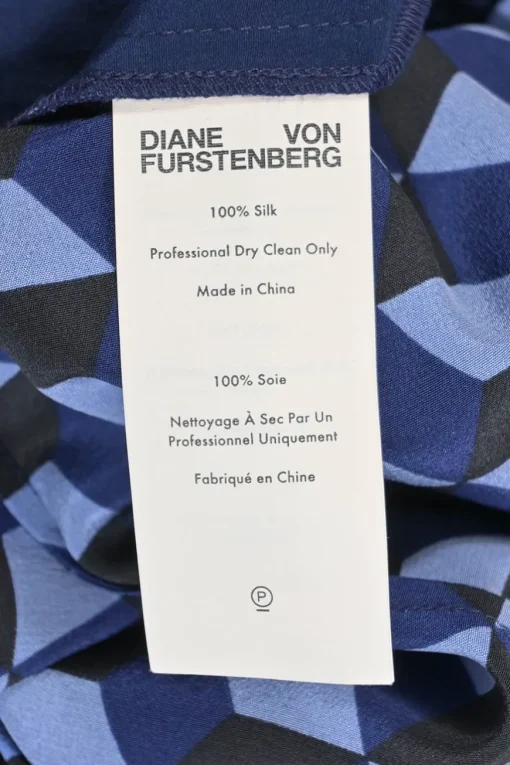 DIANE VON
FURSTENBERG
100% Silk
Professional Dry Clean Only
Made in China
100% Soie
Nettoyage À Sec Par Un
Professionnel Uniquement
Fabriqué en Chine
P